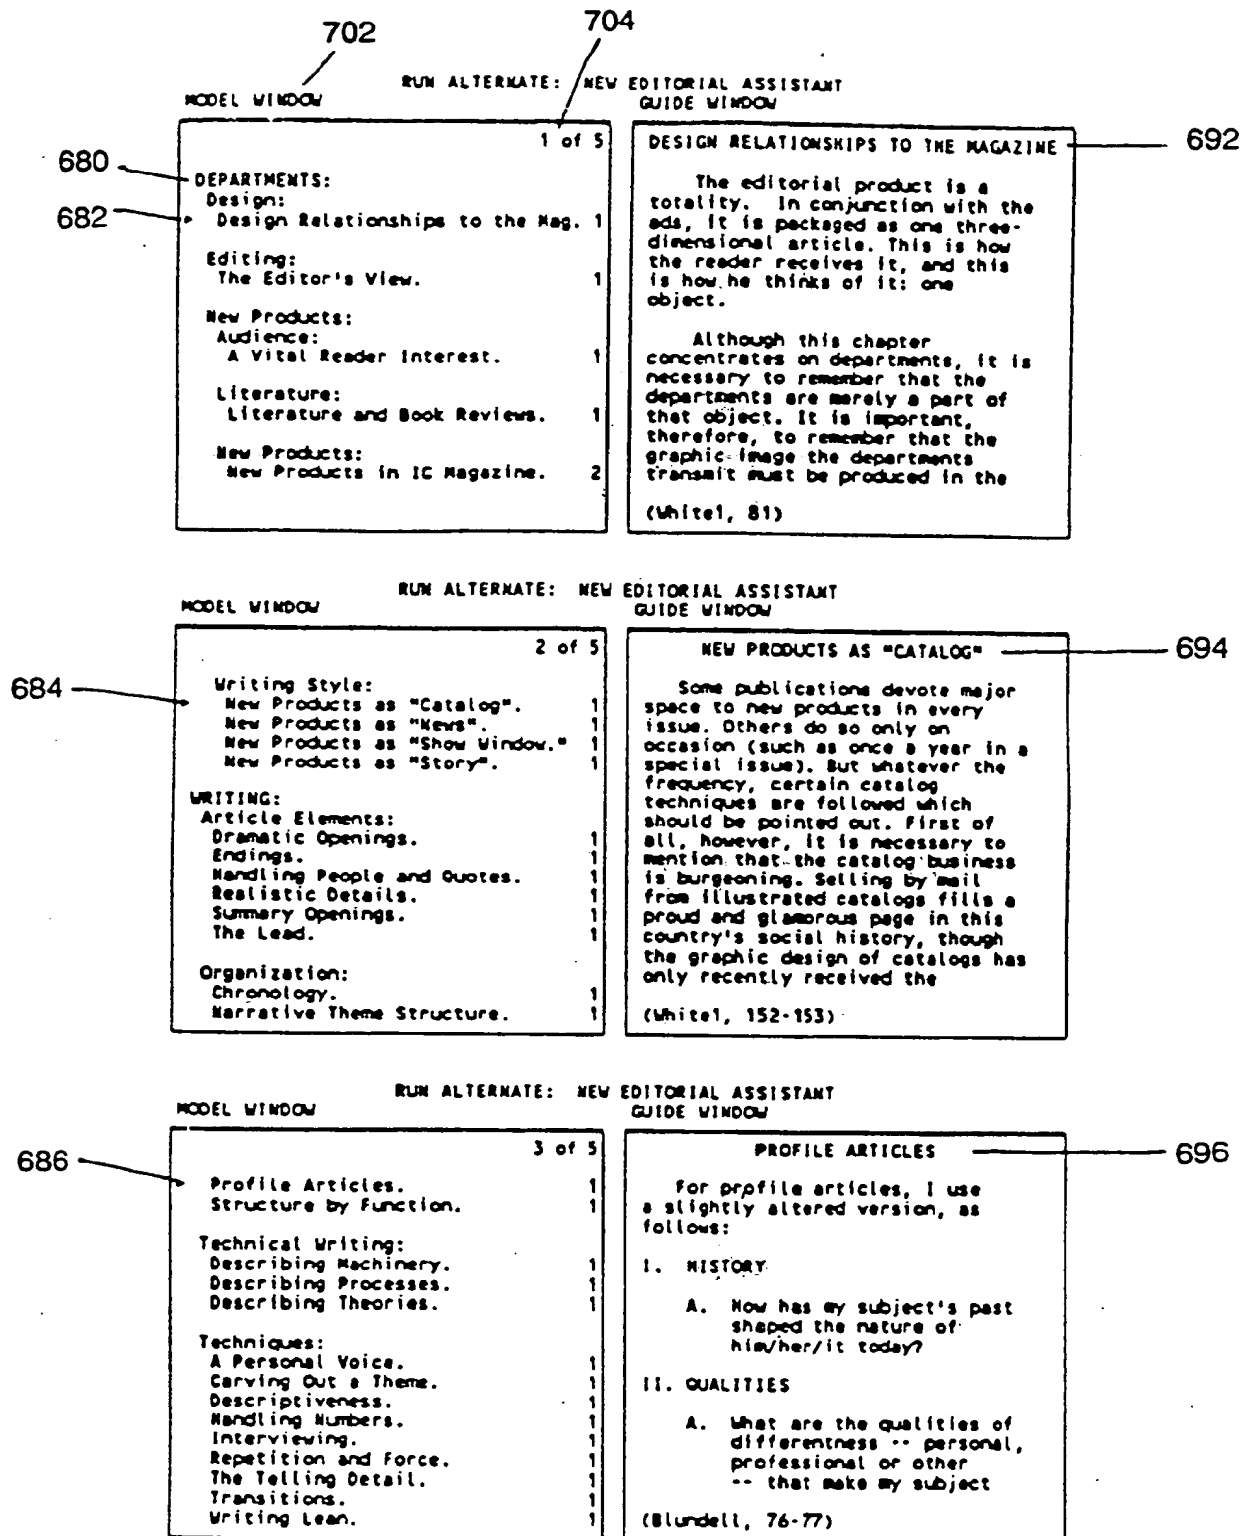 702
704
RUN ALTERNATE: NEW EDITORIAL ASSISTANT
MODEL WINDOW
GUIDE WINDOW
1 of 5
680
DEPARTMENTS:
Design:
682
Design Relationships to the Mag. 1
Editing:
The Editor's View. 1
New Products:
Audience:
A Vital Reader Interest. 1
Literature:
Literature and Book Reviews. 1
New Products:
New Products in IC Magazine. 2
DESIGN RELATIONSHIPS TO THE MAGAZINE
692
The editorial product is a
totality. In conjunction with the
ads, it is packaged as one three-
dimensional article. This is how
the reader receives it, and this
is how he thinks of it: one
object.
Although this chapter
concentrates on departments, it is
necessary to remember that the
departments are merely a part of
that object. It is important,
therefore, to remember that the
graphic image the departments
transmit must be produced in the
(White1, 81)
RUN ALTERNATE: NEW EDITORIAL ASSISTANT
MODEL WINDOW
GUIDE WINDOW
2 of 5
684
Writing Style:
New Products as "Catalog". 1
New Products as "News". 1
New Products as "Show Window." 1
New Products as "Story". 1
WRITING:
Article Elements:
Dramatic Openings. 1
Endings. 1
Handling People and Quotes. 1
Realistic Details. 1
Summary Openings. 1
The Lead. 1
Organization:
Chronology. 1
Narrative Theme Structure. 1
NEW PRODUCTS AS "CATALOG"
694
Some publications devote major
space to new products in every
issue. Others do so only on
occasion (such as once a year in a
special issue). But whatever the
frequency, certain catalog
techniques are followed which
should be pointed out. First of
all, however, it is necessary to
mention that the catalog business
is burgeoning. Selling by mail
from illustrated catalogs fills a
proud and glamorous page in this
country's social history, though
the graphic design of catalogs has
only recently received the
(White1, 152-153)
RUN ALTERNATE: NEW EDITORIAL ASSISTANT
MODEL WINDOW
GUIDE WINDOW
3 of 5
686
Profile Articles. 1
Structure by Function. 1
Technical Writing:
Describing Machinery. 1
Describing Processes. 1
Describing Theories. 1
Techniques:
A Personal Voice. 1
Carving Out a Theme. 1
Descriptiveness. 1
Handling Numbers. 1
Interviewing. 1
Repetition and Force. 1
The Telling Detail. 1
Transitions. 1
Writing Lean. 1
PROFILE ARTICLES
696
For profile articles, I use
a slightly altered version, as
follows:
I. HISTORY
A. How has my subject's past
shaped the nature of
him/her/it today?
II. QUALITIES
A. What are the qualities of
differentness -- personal,
professional or other
-- that make my subject
(Blundell, 76-77)